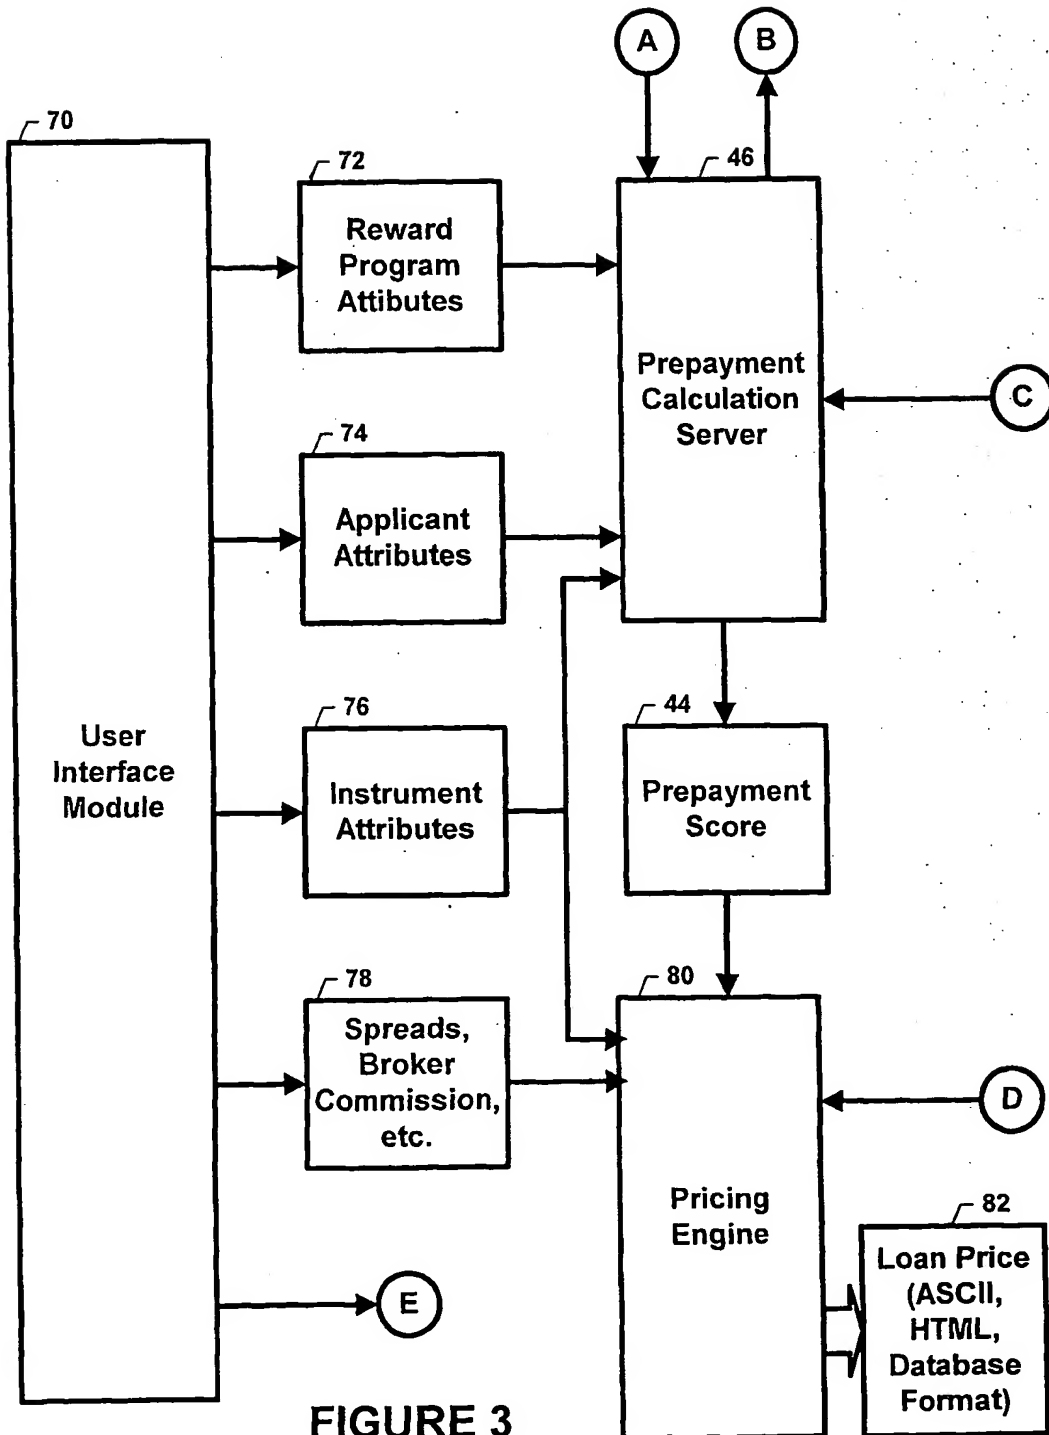 A
B
70
72
46
Reward
Program
Attibutes
Prepayment
Calculation
Server
C
74
Applicant
Attributes
76
44
User
Interface
Module
Instrument
Attributes
Prepayment
Score
78
80
Spreads,
Broker
Commission,
etc.
D
Pricing
Engine
82
Loan Price
(ASCII,
HTML,
Database
Format)
E
FIGURE 3